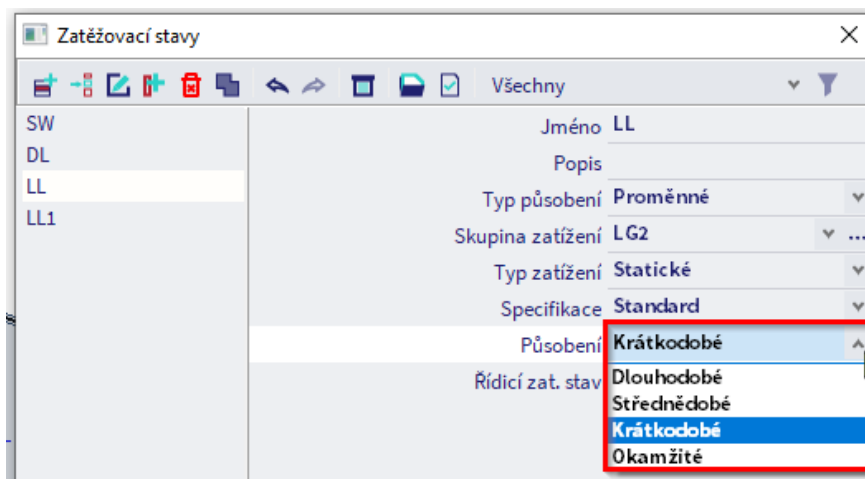 Zatěžovací stavy
Všechny
SW
DL
LL
LL1
Jméno LL
Popis
Typ působení Proměnné
Skupina zatížení LG2 ...
Typ zatížení Statické
Specifikace Standard
Působení Krátkodobé
Řídicí zat. stav
Dlouhodobé
Střednědobé
Krátkodobé
Okamžité